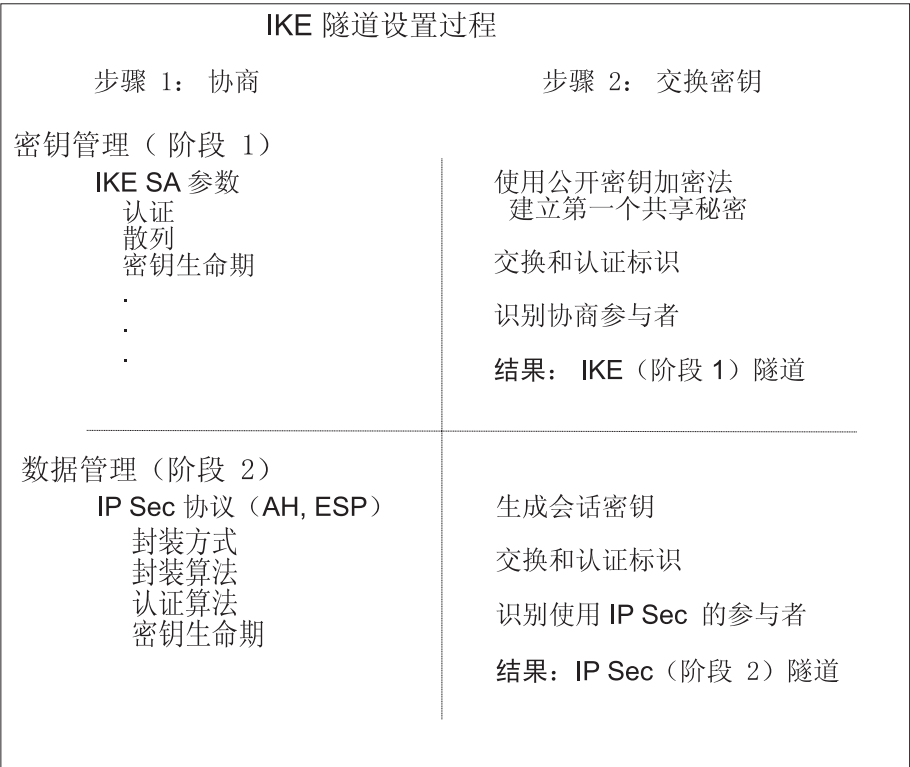 IKE 隧道设置过程
步骤 1： 协商
步骤 2： 交换密钥
密钥管理（ 阶段 1）
IKE SA 参数
认证
散列
密钥生命期
.
.
.
使用公开密钥加密法
建立第一个共享秘密
交换和认证标识
识别协商参与者
结果： IKE（阶段 1）隧道
数据管理（阶段 2）
IP Sec 协议（AH, ESP）
封装方式
封装算法
认证算法
密钥生命期
生成会话密钥
交换和认证标识
识别使用 IP Sec 的参与者
结果：IP Sec（阶段 2）隧道